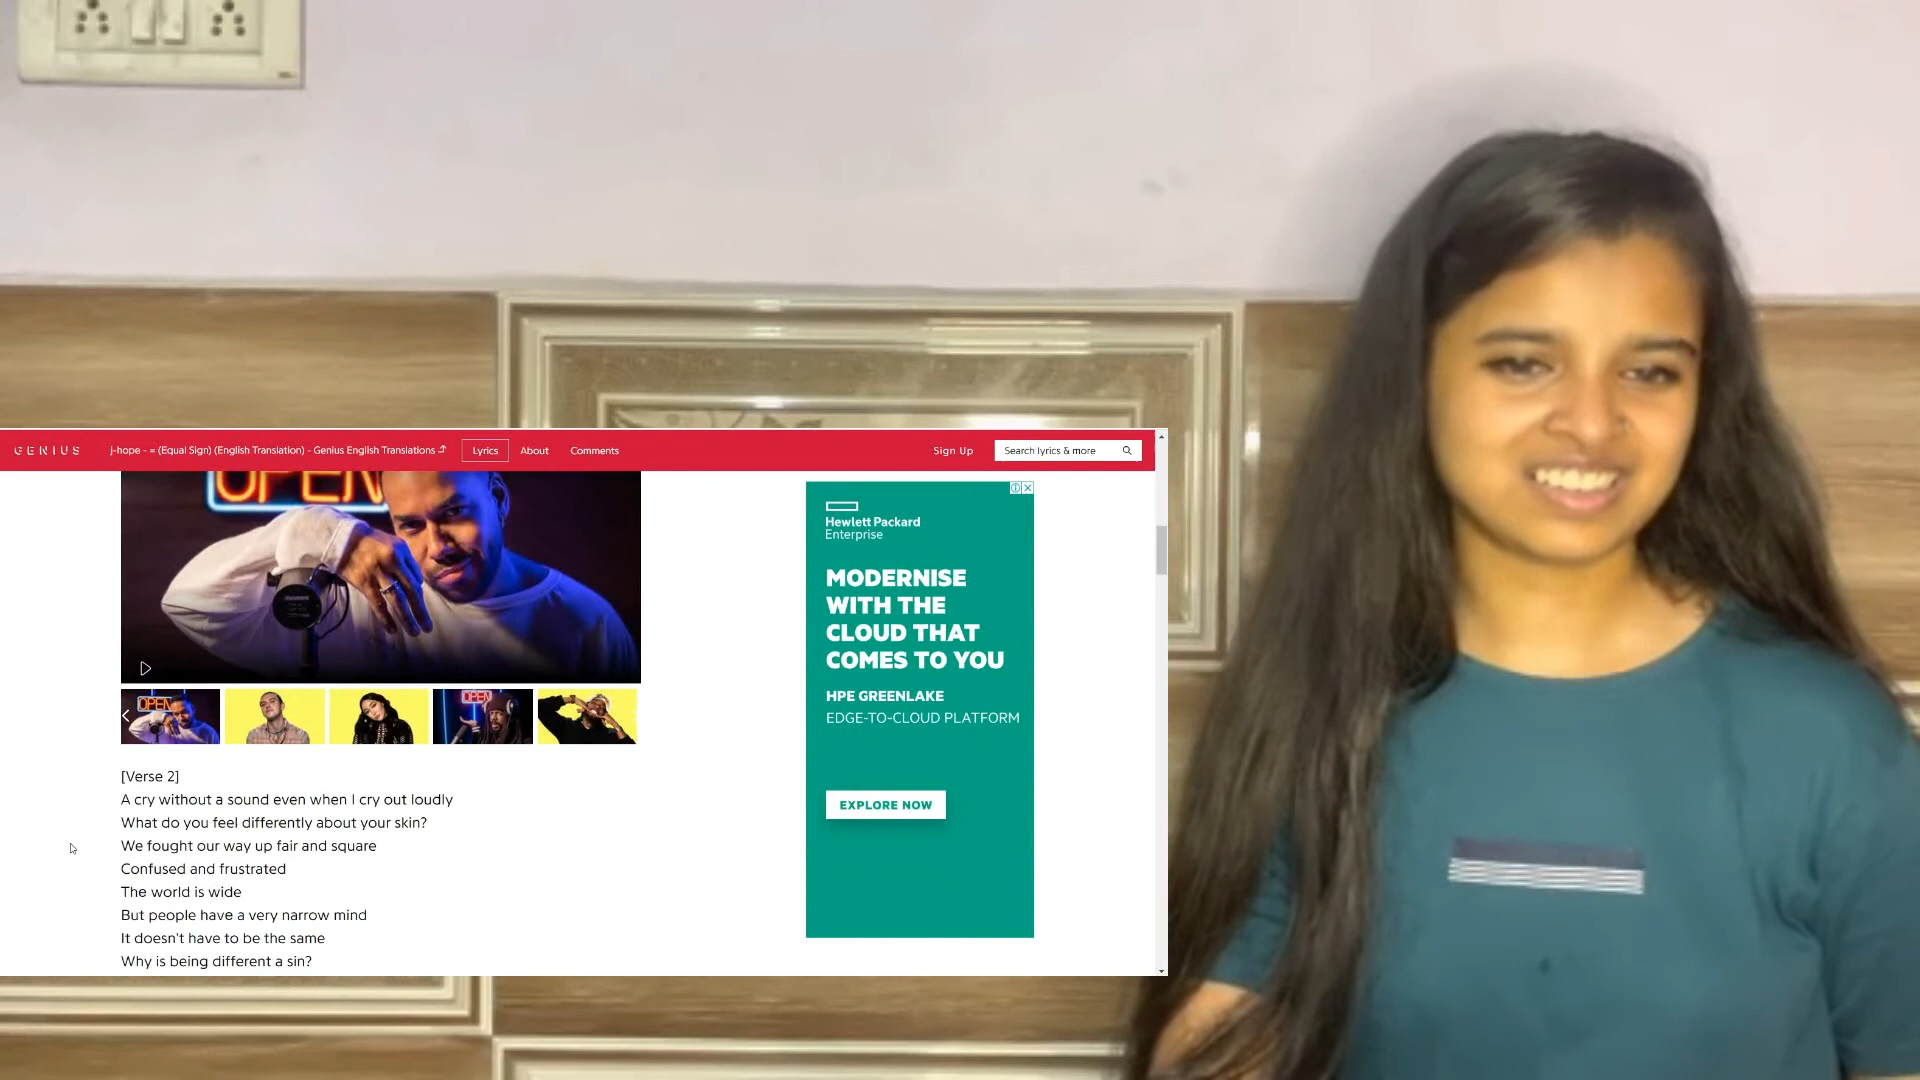 GENIUS
j-hope - = (Equal Sign) (English Translation) - Genius English Translations
Lyrics
About
Comments
Sign Up
Search lyrics & more
OPEN
Hewlett Packard
Enterprise
MODERNISE
WITH THE
CLOUD THAT
COMES TO YOU
HPE GREENLAKE
EDGE-TO-CLOUD PLATFORM
EXPLORE NOW
OPEN
OPEN
[Verse 2]
A cry without a sound even when I cry out loudly
What do you feel differently about your skin?
We fought our way up fair and square
Confused and frustrated
The world is wide
But people have a very narrow mind
It doesn't have to be the same
Why is being different a sin?